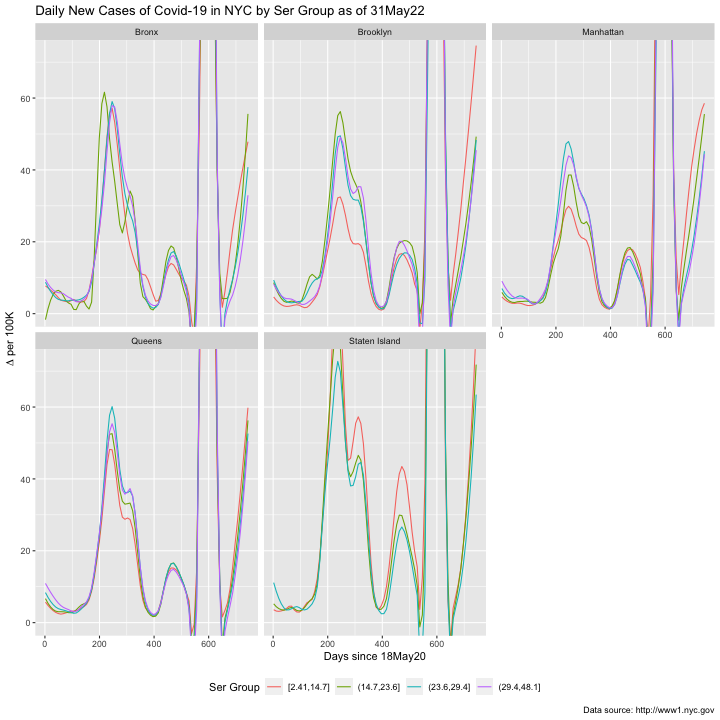 Daily New Cases of Covid-19 in NYC by Ser Group as of 31May22
Bronx
Brooklyn
Manhattan
60
40
20
0
0
200
400
600
Queens
Staten Island
60
40
20
0
0
200
400
600
0
200
400
600
Δ per 100K
Days since 18May20
Ser Group
[2.41,14.7]
(14.7,23.6]
(23.6,29.4]
(29.4,48.1]
Data source: http://www1.nyc.gov